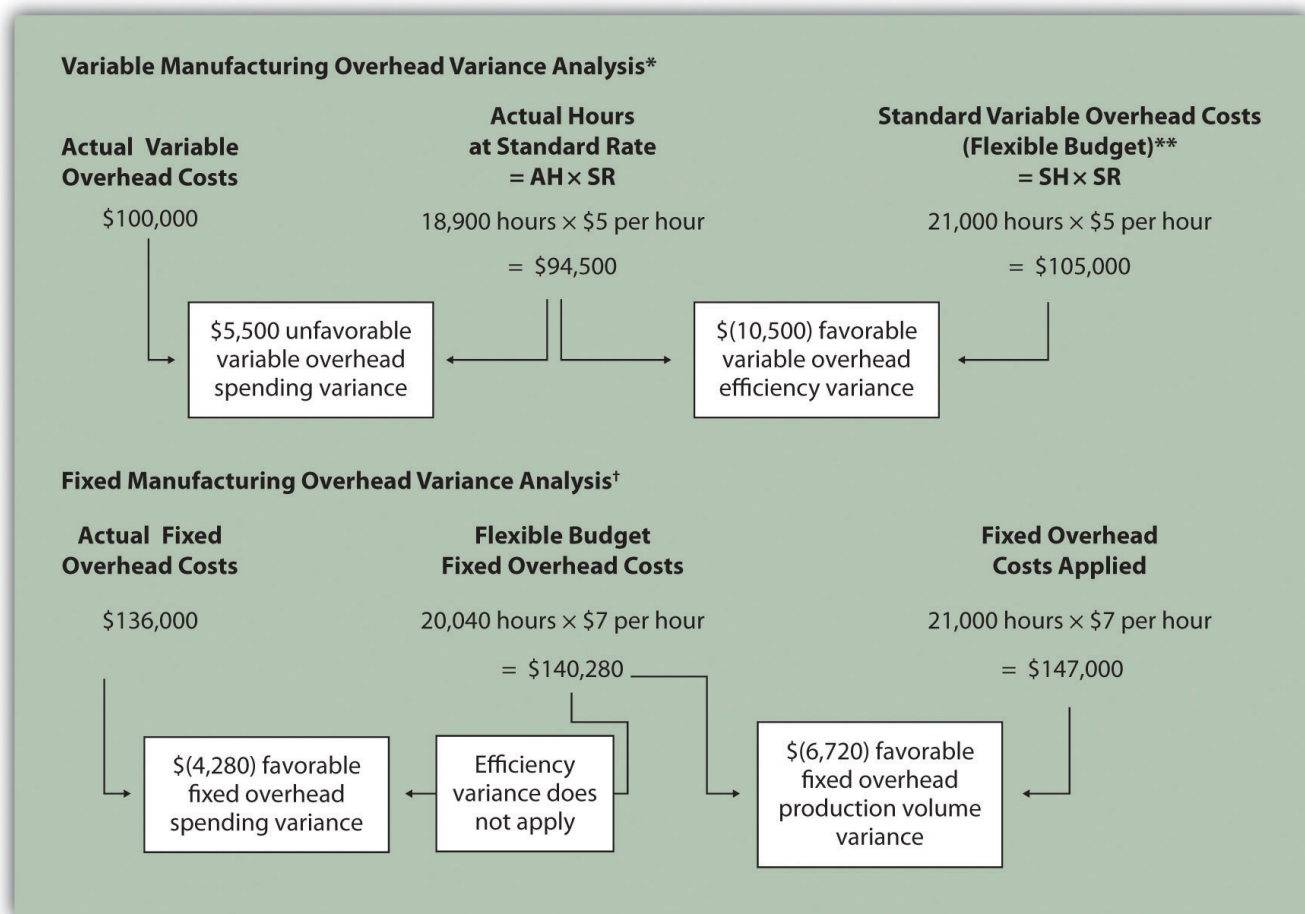 Variable Manufacturing Overhead Variance Analysis*
Actual Variable
Overhead Costs
$100,000
Actual Hours
at Standard Rate
= AH × SR
18,900 hours × $5 per hour
= $94,500
Standard Variable Overhead Costs
(Flexible Budget)**
= SH × SR
21,000 hours × $5 per hour
= $105,000
$5,500 unfavorable
variable overhead
spending variance
$(10,500) favorable
variable overhead
efficiency variance
Fixed Manufacturing Overhead Variance Analysis†
Actual Fixed
Overhead Costs
$136,000
Flexible Budget
Fixed Overhead Costs
20,040 hours × $7 per hour
= $140,280
Fixed Overhead
Costs Applied
21,000 hours × $7 per hour
= $147,000
$(4,280) favorable
fixed overhead
spending variance
Efficiency
variance does
not apply
$(6,720) favorable
fixed overhead
production volume
variance